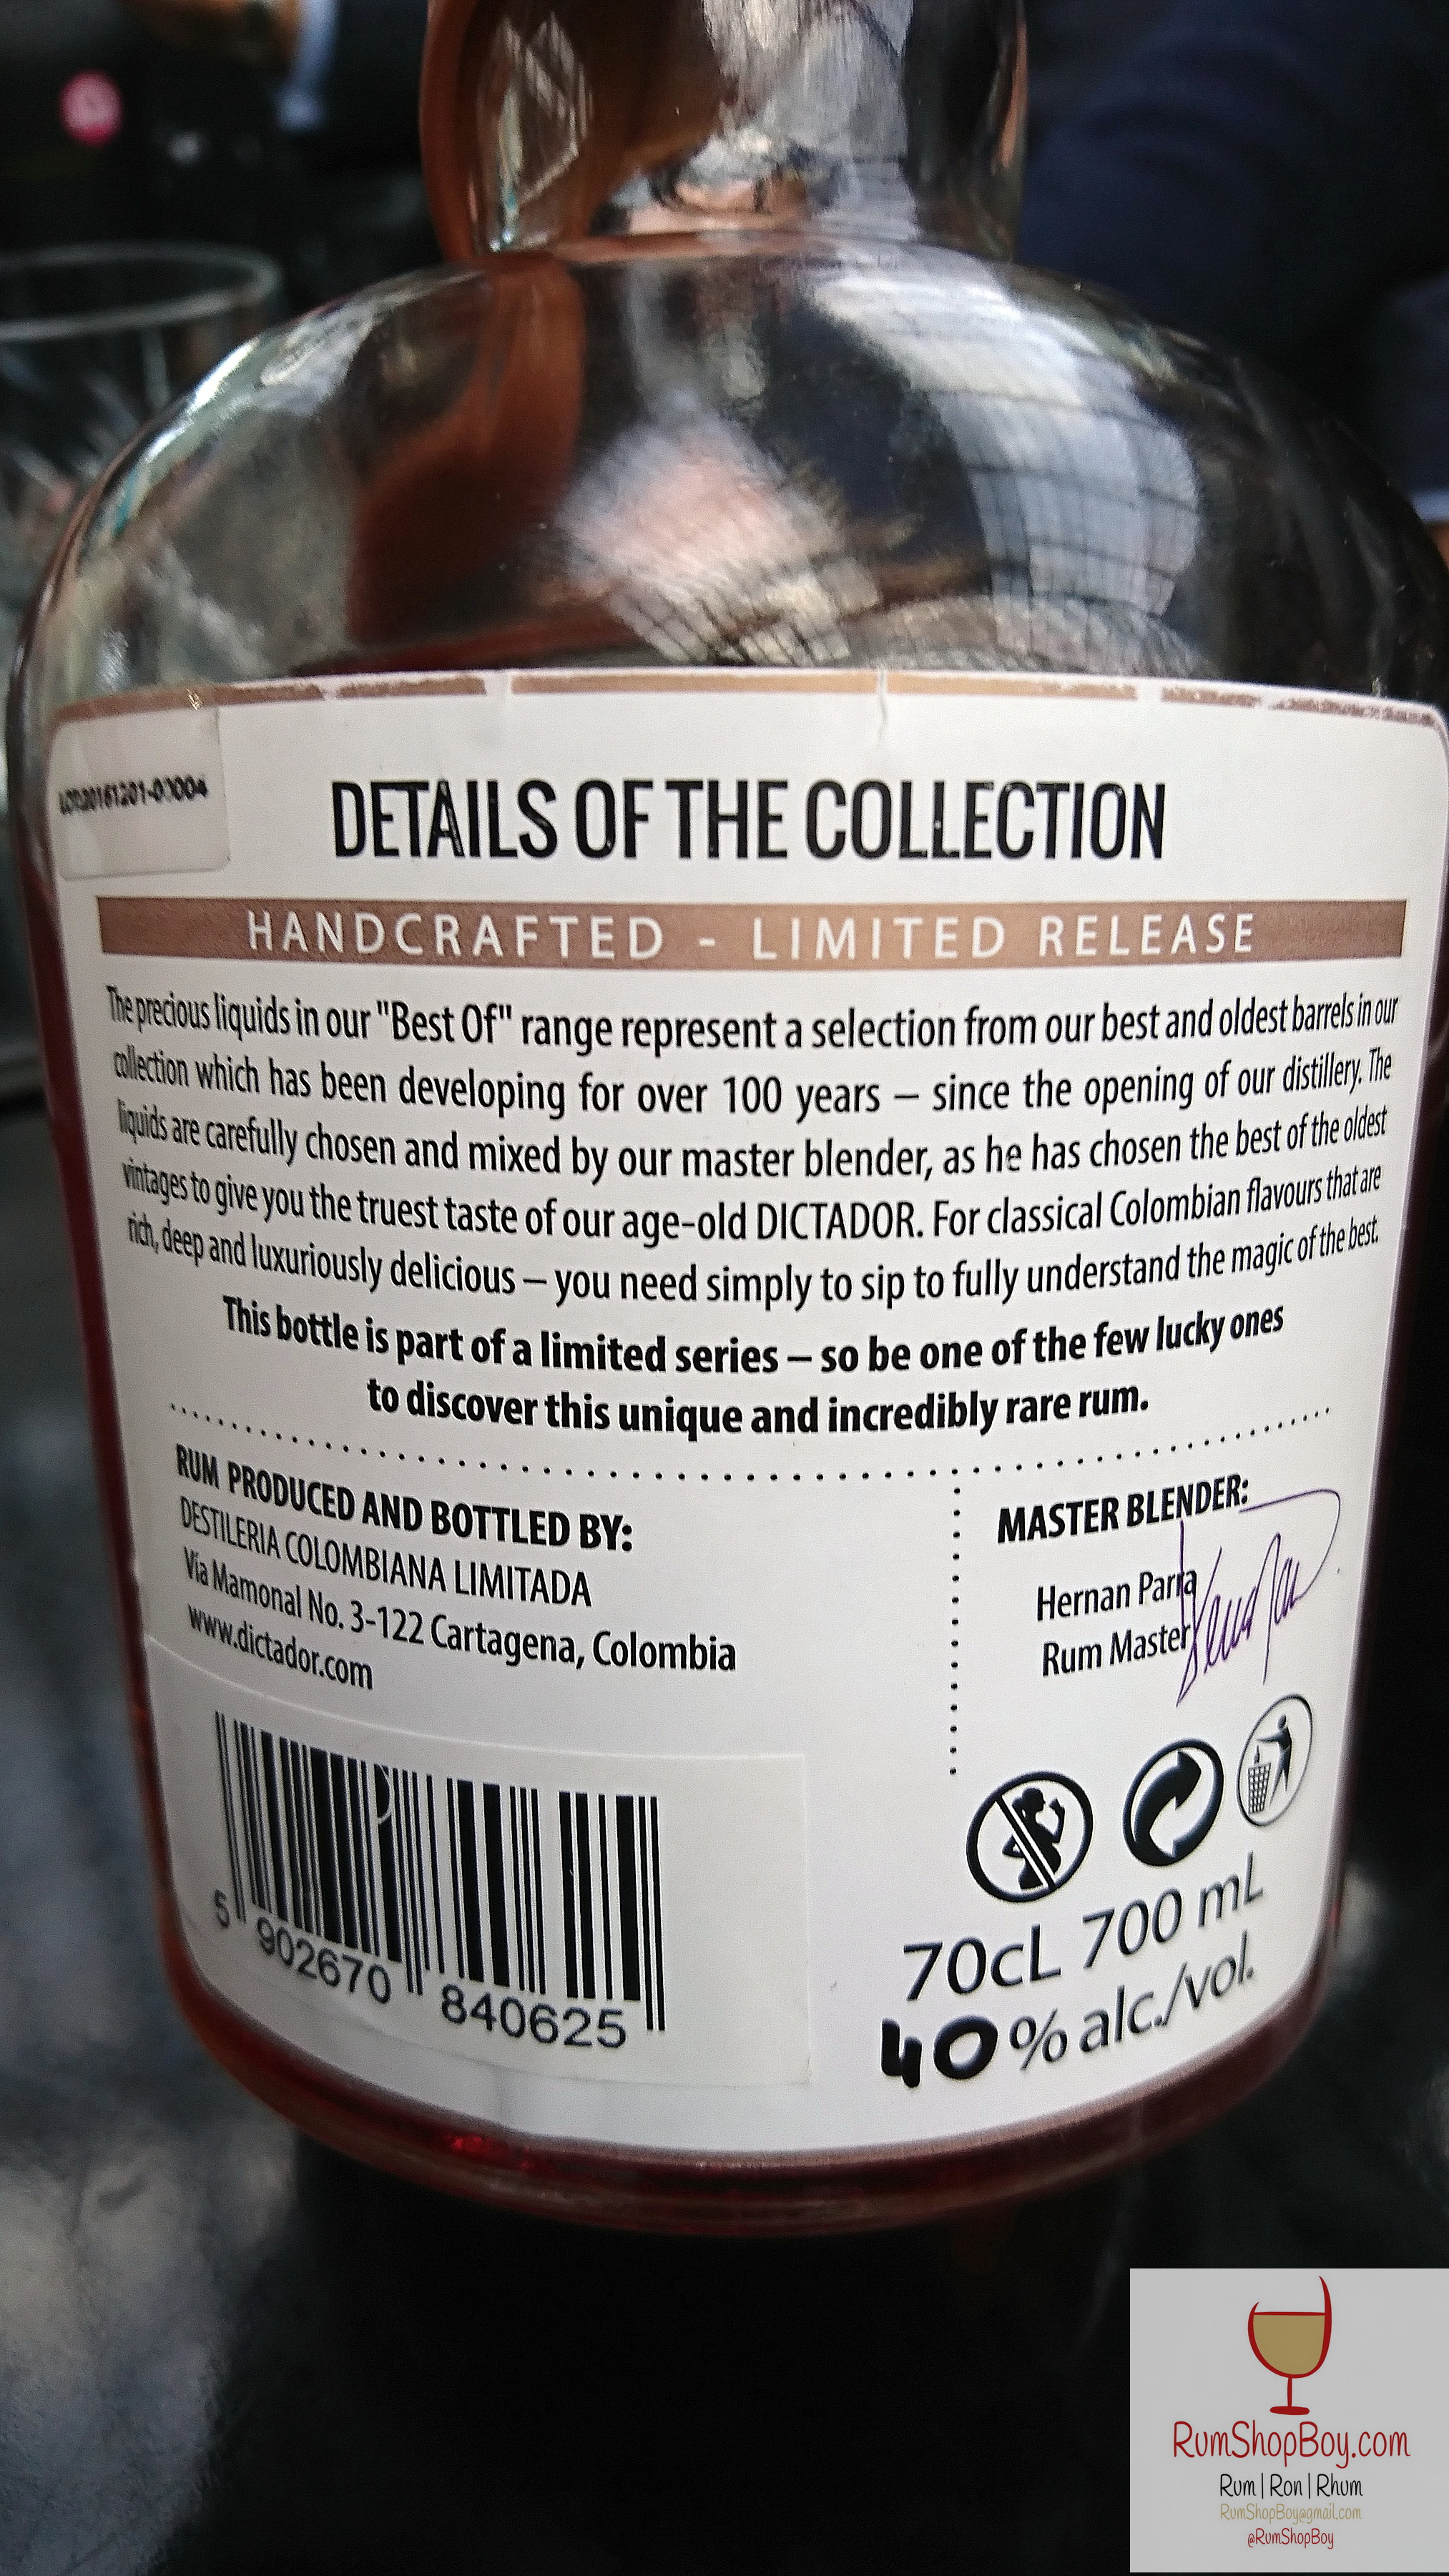 LOT:20161201-00004
DETAILS OF THE COLLECTION
HANDCRAFTED - LIMITED RELEASE
The precious liquids in our "Best Of" range represent a selection from our best and oldest barrels in our
collection which has been developing for over 100 years – since the opening of our distillery. The
liquids are carefully chosen and mixed by our master blender, as he has chosen the best of the oldest
vintages to give you the truest taste of our age-old DICTADOR. For classical Colombian flavours that are
rich, deep and luxuriously delicious – you need simply to sip to fully understand the magic of the best.
This bottle is part of a limited series – so be one of the few lucky ones
to discover this unique and incredibly rare rum.
RUM PRODUCED AND BOTTLED BY:
DESTILERIA COLOMBIANA LIMITADA
Via Mamonal No. 3-122 Cartagena, Colombia
www.dictador.com
MASTER BLENDER:
Hernan Parra
Rum Master
5 902670 840625
70cL 700 mL
40 % alc./vol.
RumShopBoy.com
Rum | Ron | Rhum
RumShopBoy@gmail.com
@RumShopBoy